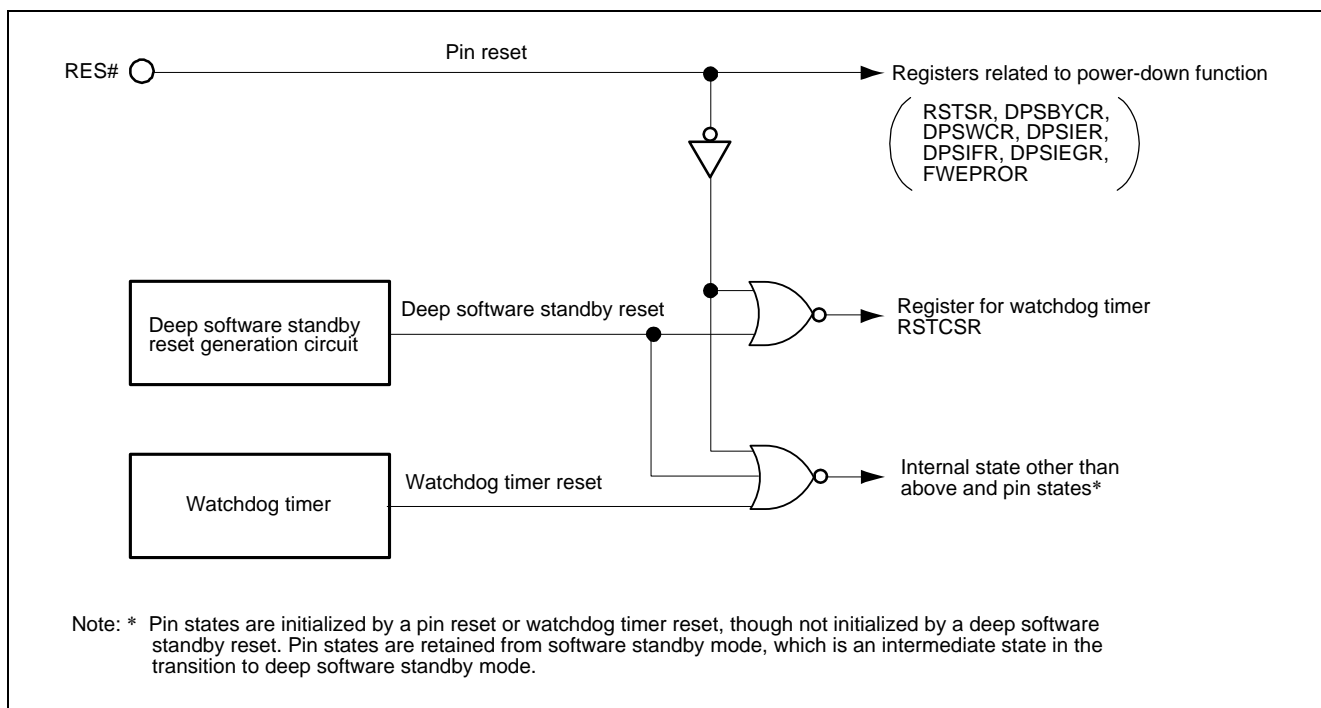 Pin reset
RES#
Registers related to power-down function
RSTSR, DPSBYCR,
DPSWCR, DPSIER,
DPSIFR, DPSIEGR,
FWEPROR
Deep software standby
reset generation circuit
Deep software standby reset
Register for watchdog timer
RSTCSR
Watchdog timer
Watchdog timer reset
Internal state other than
above and pin states*
Note: * Pin states are initialized by a pin reset or watchdog timer reset, though not initialized by a deep software
standby reset. Pin states are retained from software standby mode, which is an intermediate state in the
transition to deep software standby mode.